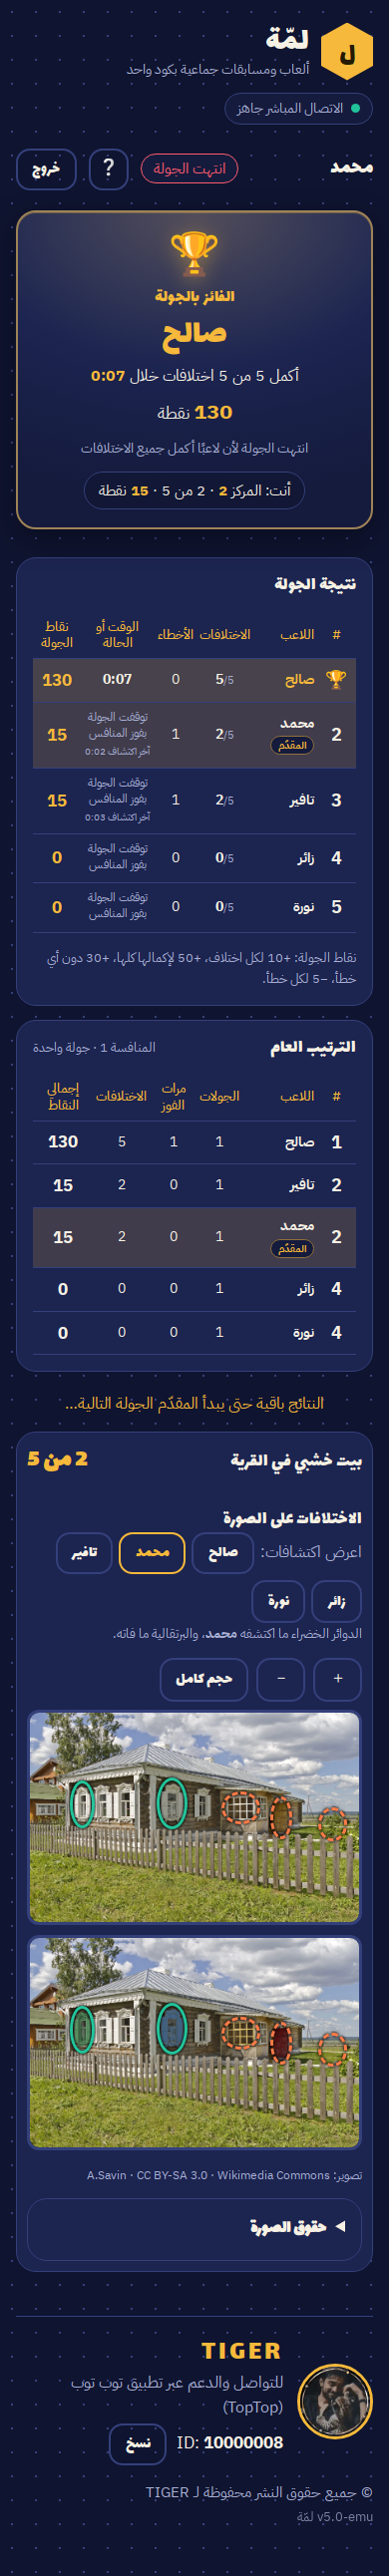 ل
لمّة
ألعاب ومسابقات جماعية بكود واحد
الاتصال المباشر جاهز
محمد
انتهت الجولة
?
خروج
الفائز بالجولة
صالح
أكمل 5 من 5 اختلافات خلال 0:07
130 نقطة
انتهت الجولة لأن لاعبًا أكمل جميع الاختلافات
أنت: المركز 2 · 2 من 5 · 15 نقطة
نتيجة الجولة
# اللاعب الاختلافات الأخطاء الوقت أو الحالة نقاط الجولة
صالح 5/5 0 0:07 130
2 محمد المقدّم 2/5 1 توقفت الجولة بفوز المنافس آخر اكتشاف 0:02 15
3 تافير 2/5 1 توقفت الجولة بفوز المنافس آخر اكتشاف 0:03 15
4 زائر 0/5 0 توقفت الجولة بفوز المنافس 0
5 نورة 0/5 0 توقفت الجولة بفوز المنافس 0
نقاط الجولة: +10 لكل اختلاف، +50 لإكمالها كلها، +30 دون أي
خطأ، −5 لكل خطأ.
الترتيب العام
المنافسة 1 · جولة واحدة
# اللاعب الجولات مرات الفوز الاختلافات إجمالي النقاط
1 صالح 1 1 5 130
2 تافير 1 0 2 15
2 محمد المقدّم 1 0 2 15
4 زائر 1 0 0 0
4 نورة 1 0 0 0
النتائج باقية حتى يبدأ المقدّم الجولة التالية...
بيت خشبي في القرية
2 من 5
الاختلافات على الصورة
اعرض اكتشافات: صالح محمد تافير
زائر نورة
الدوائر الخضراء ما اكتشفه محمد، والبرتقالية ما فاته.
+ − حجم كامل
تصوير: A.Savin · CC BY-SA 3.0 · Wikimedia Commons
حقوق الصورة
TIGER
للتواصل والدعم عبر تطبيق توب توب
(TopTop)
ID: 10000008 نسخ
© جميع حقوق النشر محفوظة لـ TIGER
لمّة v5.0-emu